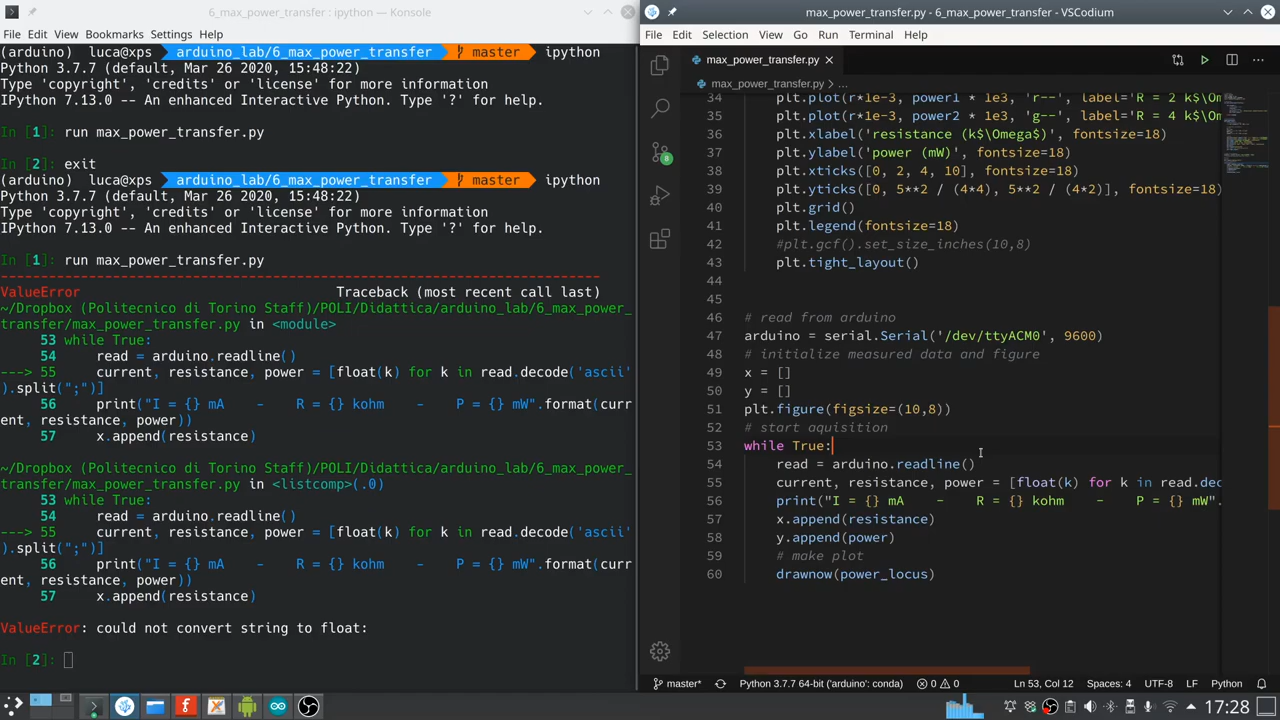 6_max_power_transfer : ipython — Konsole
File Edit View Bookmarks Settings Help
(arduino) luca@xps arduino_lab/6_max_power_transfer master ipython
Python 3.7.7 (default, Mar 26 2020, 15:48:22)
Type 'copyright', 'credits' or 'license' for more information
IPython 7.13.0 -- An enhanced Interactive Python. Type '?' for help.
In [1]: run max_power_transfer.py
In [2]: exit
(arduino) luca@xps arduino_lab/6_max_power_transfer master ipython
Python 3.7.7 (default, Mar 26 2020, 15:48:22)
Type 'copyright', 'credits' or 'license' for more information
IPython 7.13.0 -- An enhanced Interactive Python. Type '?' for help.
In [1]: run max_power_transfer.py
---------------------------------------------------------------------------
ValueError Traceback (most recent call last)
~/Dropbox (Politecnico di Torino Staff)/POLI/Didattica/arduino_lab/6_max_power_
transfer/max_power_transfer.py in <module>
53 while True:
54 read = arduino.readline()
---> 55 current, resistance, power = [float(k) for k in read.decode('ascii'
).split(";")]
56 print("I = {} mA - R = {} kohm - P = {} mW".format(curr
ent, resistance, power))
57 x.append(resistance)
~/Dropbox (Politecnico di Torino Staff)/POLI/Didattica/arduino_lab/6_max_power_
transfer/max_power_transfer.py in <listcomp>(.0)
53 while True:
54 read = arduino.readline()
---> 55 current, resistance, power = [float(k) for k in read.decode('ascii'
).split(";")]
56 print("I = {} mA - R = {} kohm - P = {} mW".format(curr
ent, resistance, power))
57 x.append(resistance)
ValueError: could not convert string to float:
In [2]:
max_power_transfer.py - 6_max_power_transfer - VSCodium
File Edit Selection View Go Run Terminal Help
max_power_transfer.py
max_power_transfer.py > ...
34 plt.plot(r*1e-3, power1 * 1e3, 'r--', label='R = 2 k$\Om
35 plt.plot(r*1e-3, power2 * 1e3, 'g--', label='R = 4 k$\Om
36 plt.xlabel('resistance (k$\Omega$)', fontsize=18)
37 plt.ylabel('power (mW)', fontsize=18)
38 plt.xticks([0, 2, 4, 10], fontsize=18)
39 plt.yticks([0, 5**2 / (4*4), 5**2 / (4*2)], fontsize=18)
40 plt.grid()
41 plt.legend(fontsize=18)
42 #plt.gcf().set_size_inches(10,8)
43 plt.tight_layout()
44
45
46 # read from arduino
47 arduino = serial.Serial('/dev/ttyACM0', 9600)
48 # initialize measured data and figure
49 x = []
50 y = []
51 plt.figure(figsize=(10,8))
52 # start aquisition
53 while True:
54 read = arduino.readline()
55 current, resistance, power = [float(k) for k in read.dec
56 print("I = {} mA - R = {} kohm - P = {} mW".
57 x.append(resistance)
58 y.append(power)
59 # make plot
60 drawnow(power_locus)
8
master* Python 3.7.7 64-bit ('arduino': conda) 0 0 Ln 53, Col 12 Spaces: 4 UTF-8 LF Python
17:28